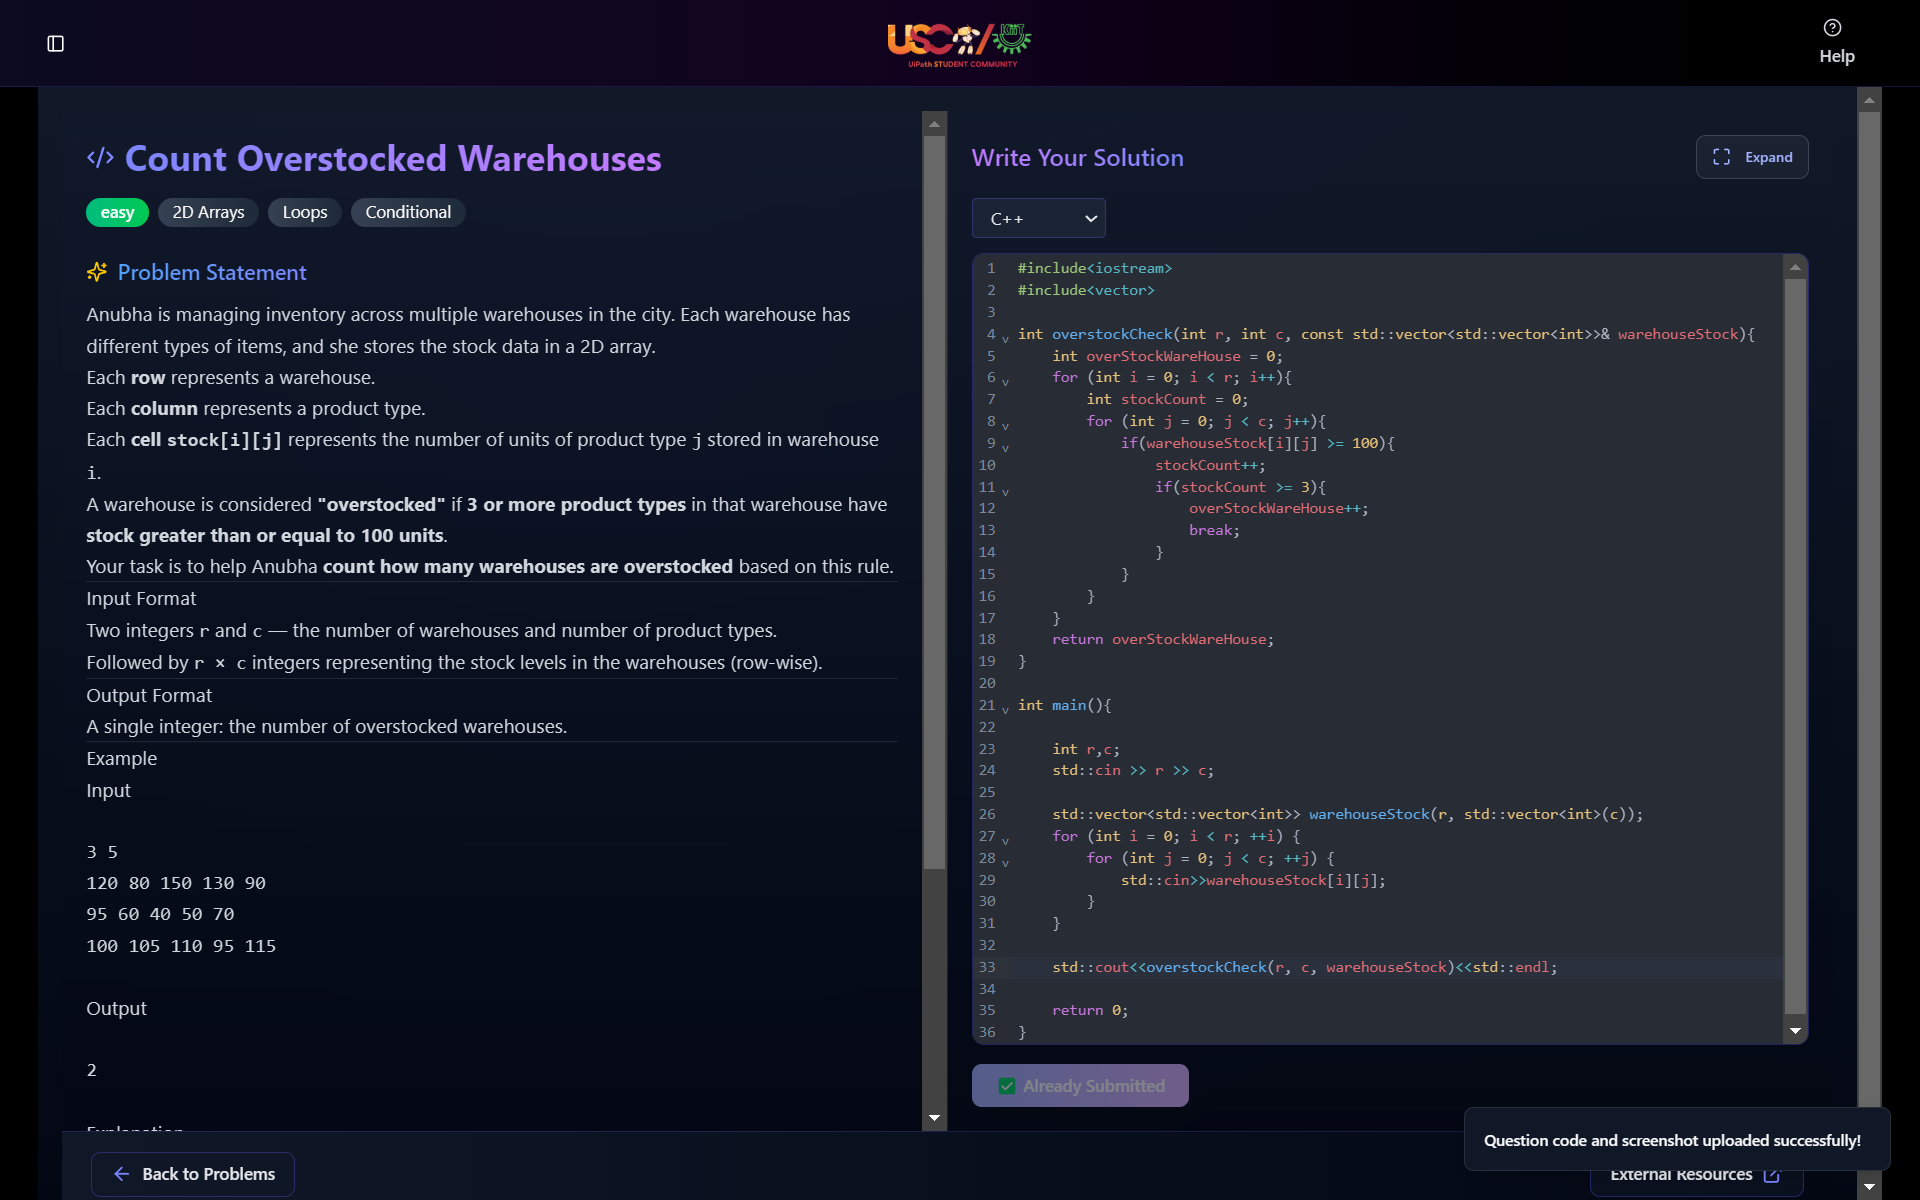 USC/KIIT
UiPath STUDENT COMMUNITY
Help
</> Count Overstocked Warehouses
easy 2D Arrays Loops Conditional
Problem Statement
Anubha is managing inventory across multiple warehouses in the city. Each warehouse has
different types of items, and she stores the stock data in a 2D array.
Each row represents a warehouse.
Each column represents a product type.
Each cell stock[i][j] represents the number of units of product type j stored in warehouse
i.
A warehouse is considered "overstocked" if 3 or more product types in that warehouse have
stock greater than or equal to 100 units.
Your task is to help Anubha count how many warehouses are overstocked based on this rule.
Input Format
Two integers r and c — the number of warehouses and number of product types.
Followed by r × c integers representing the stock levels in the warehouses (row-wise).
Output Format
A single integer: the number of overstocked warehouses.
Example
Input
3 5
120 80 150 130 90
95 60 40 50 70
100 105 110 95 115
Output
2
Explanation
Back to Problems
Write Your Solution
Expand
C++
1 #include<iostream>
2 #include<vector>
3
4 int overstockCheck(int r, int c, const std::vector<std::vector<int>>& warehouseStock){
5 int overStockWareHouse = 0;
6 for (int i = 0; i < r; i++){
7 int stockCount = 0;
8 for (int j = 0; j < c; j++){
9 if(warehouseStock[i][j] >= 100){
10 stockCount++;
11 if(stockCount >= 3){
12 overStockWareHouse++;
13 break;
14 }
15 }
16 }
17 }
18 return overStockWareHouse;
19 }
20
21 int main(){
22
23 int r,c;
24 std::cin >> r >> c;
25
26 std::vector<std::vector<int>> warehouseStock(r, std::vector<int>(c));
27 for (int i = 0; i < r; ++i) {
28 for (int j = 0; j < c; ++j) {
29 std::cin>>warehouseStock[i][j];
30 }
31 }
32
33 std::cout<<overstockCheck(r, c, warehouseStock)<<std::endl;
34
35 return 0;
36 }
Already Submitted
Question code and screenshot uploaded successfully!
External Resources